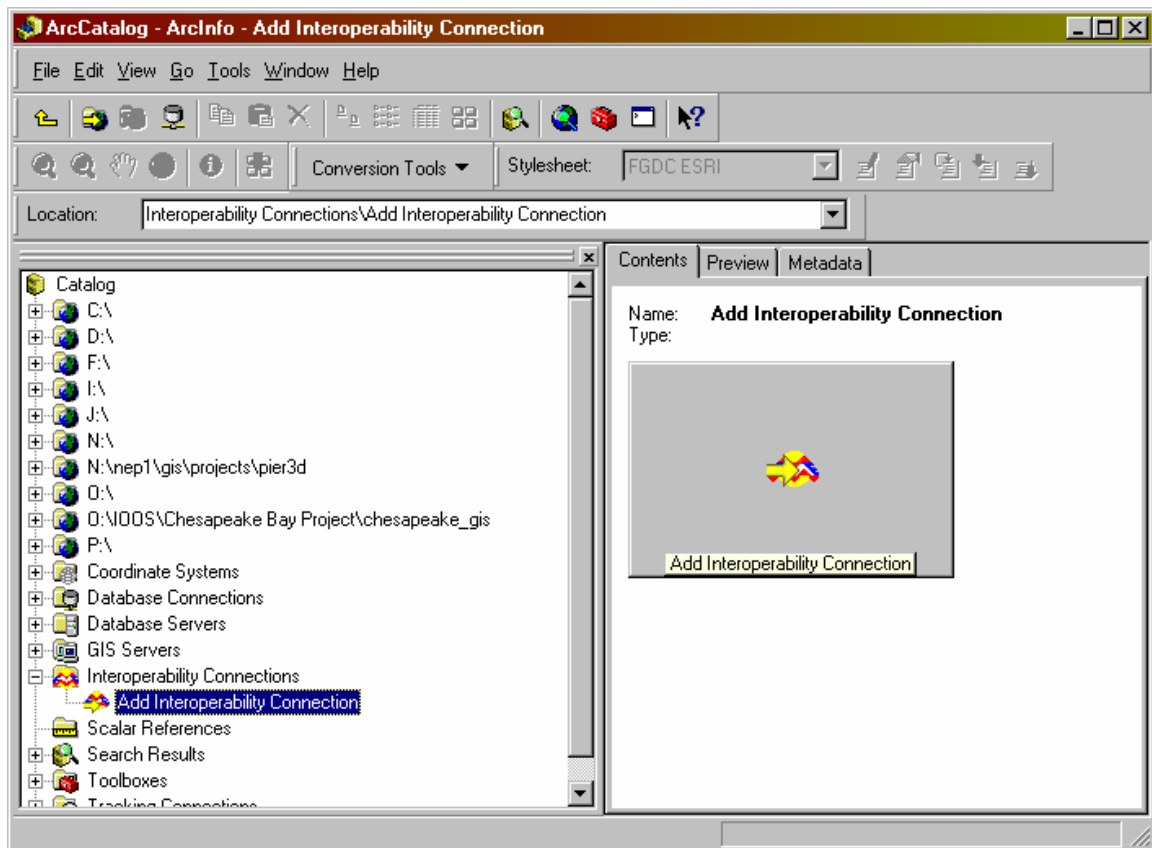 ArcCatalog - ArcInfo - Add Interoperability Connection
File Edit View Go Tools Window Help
Conversion Tools
Stylesheet: FGDC ESRI
Location: Interoperability Connections\Add Interoperability Connection
Catalog
C:\
D:\
F:\
I:\
J:\
N:\
N:\nep1\gis\projects\pier3d
O:\
O:\IOOS\Chesapeake Bay Project\chesapeake_gis
P:\
Coordinate Systems
Database Connections
Database Servers
GIS Servers
Interoperability Connections
Add Interoperability Connection
Scalar References
Search Results
Toolboxes
Tracking Connections
Contents Preview Metadata
Name: Add Interoperability Connection
Type:
Add Interoperability Connection